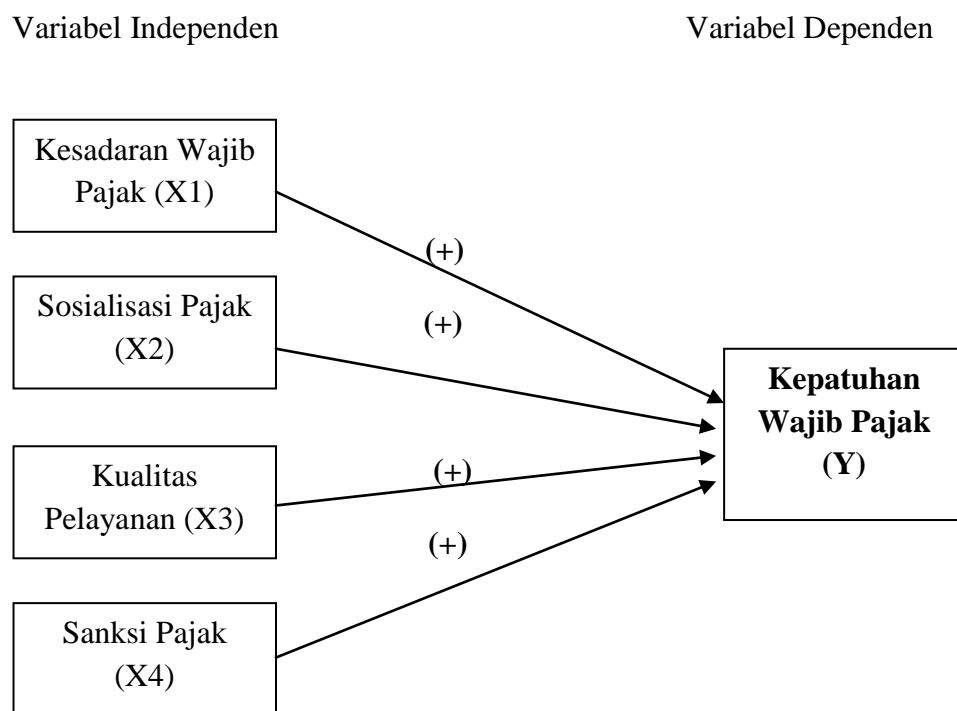 Variabel Independen
Variabel Dependen
Kesadaran Wajib
Pajak (X1)
(+)
Sosialisasi Pajak
(X2)
(+)
Kepatuhan
Wajib Pajak
(Y)
Kualitas
Pelayanan (X3)
(+)
(+)
Sanksi Pajak
(X4)